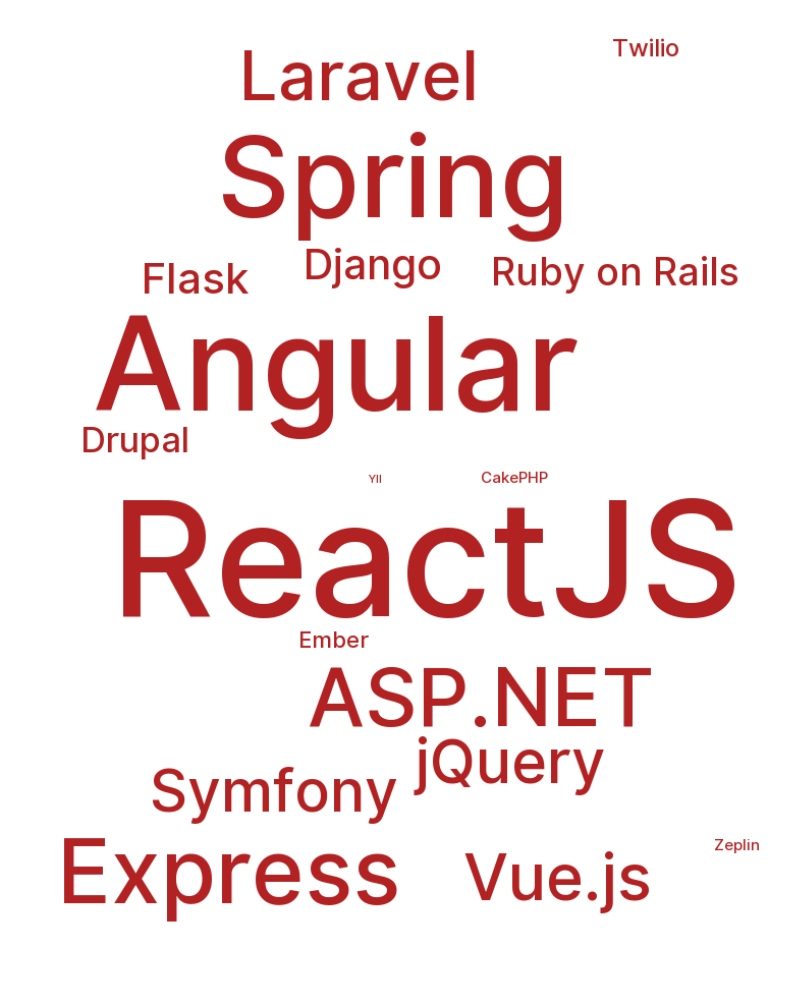 Twilio
Laravel
Spring
Django
Flask
Ruby on Rails
Angular
Drupal
YII
CakePHP
ReactJS
Ember
ASP.NET
jQuery
Symfony
Express
Vue.js
Zeplin